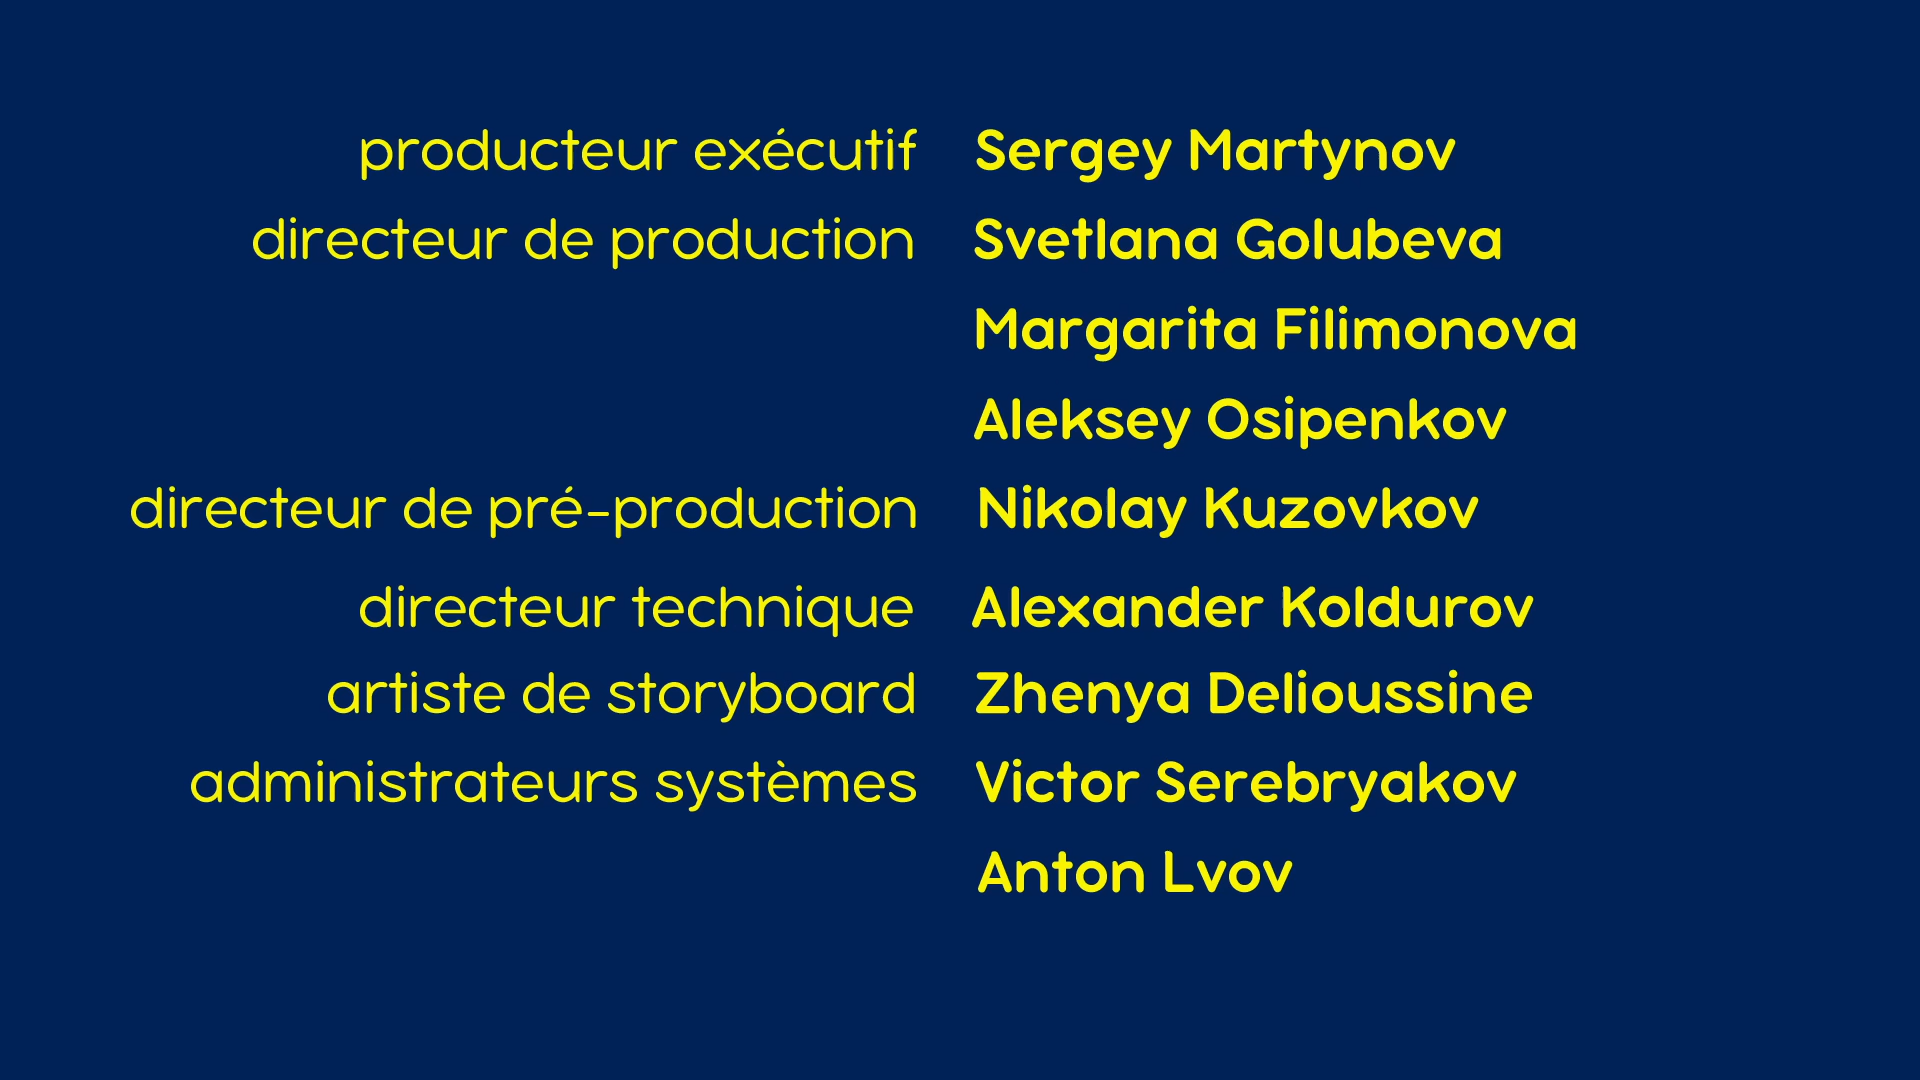 producteur exécutif Sergey Martynov
directeur de production Svetlana Golubeva
Margarita Filimonova
Aleksey Osipenkov
directeur de pré-production Nikolay Kuzovkov
directeur technique Alexander Koldurov
artiste de storyboard Zhenya Delioussine
administrateurs systèmes Victor Serebryakov
Anton Lvov